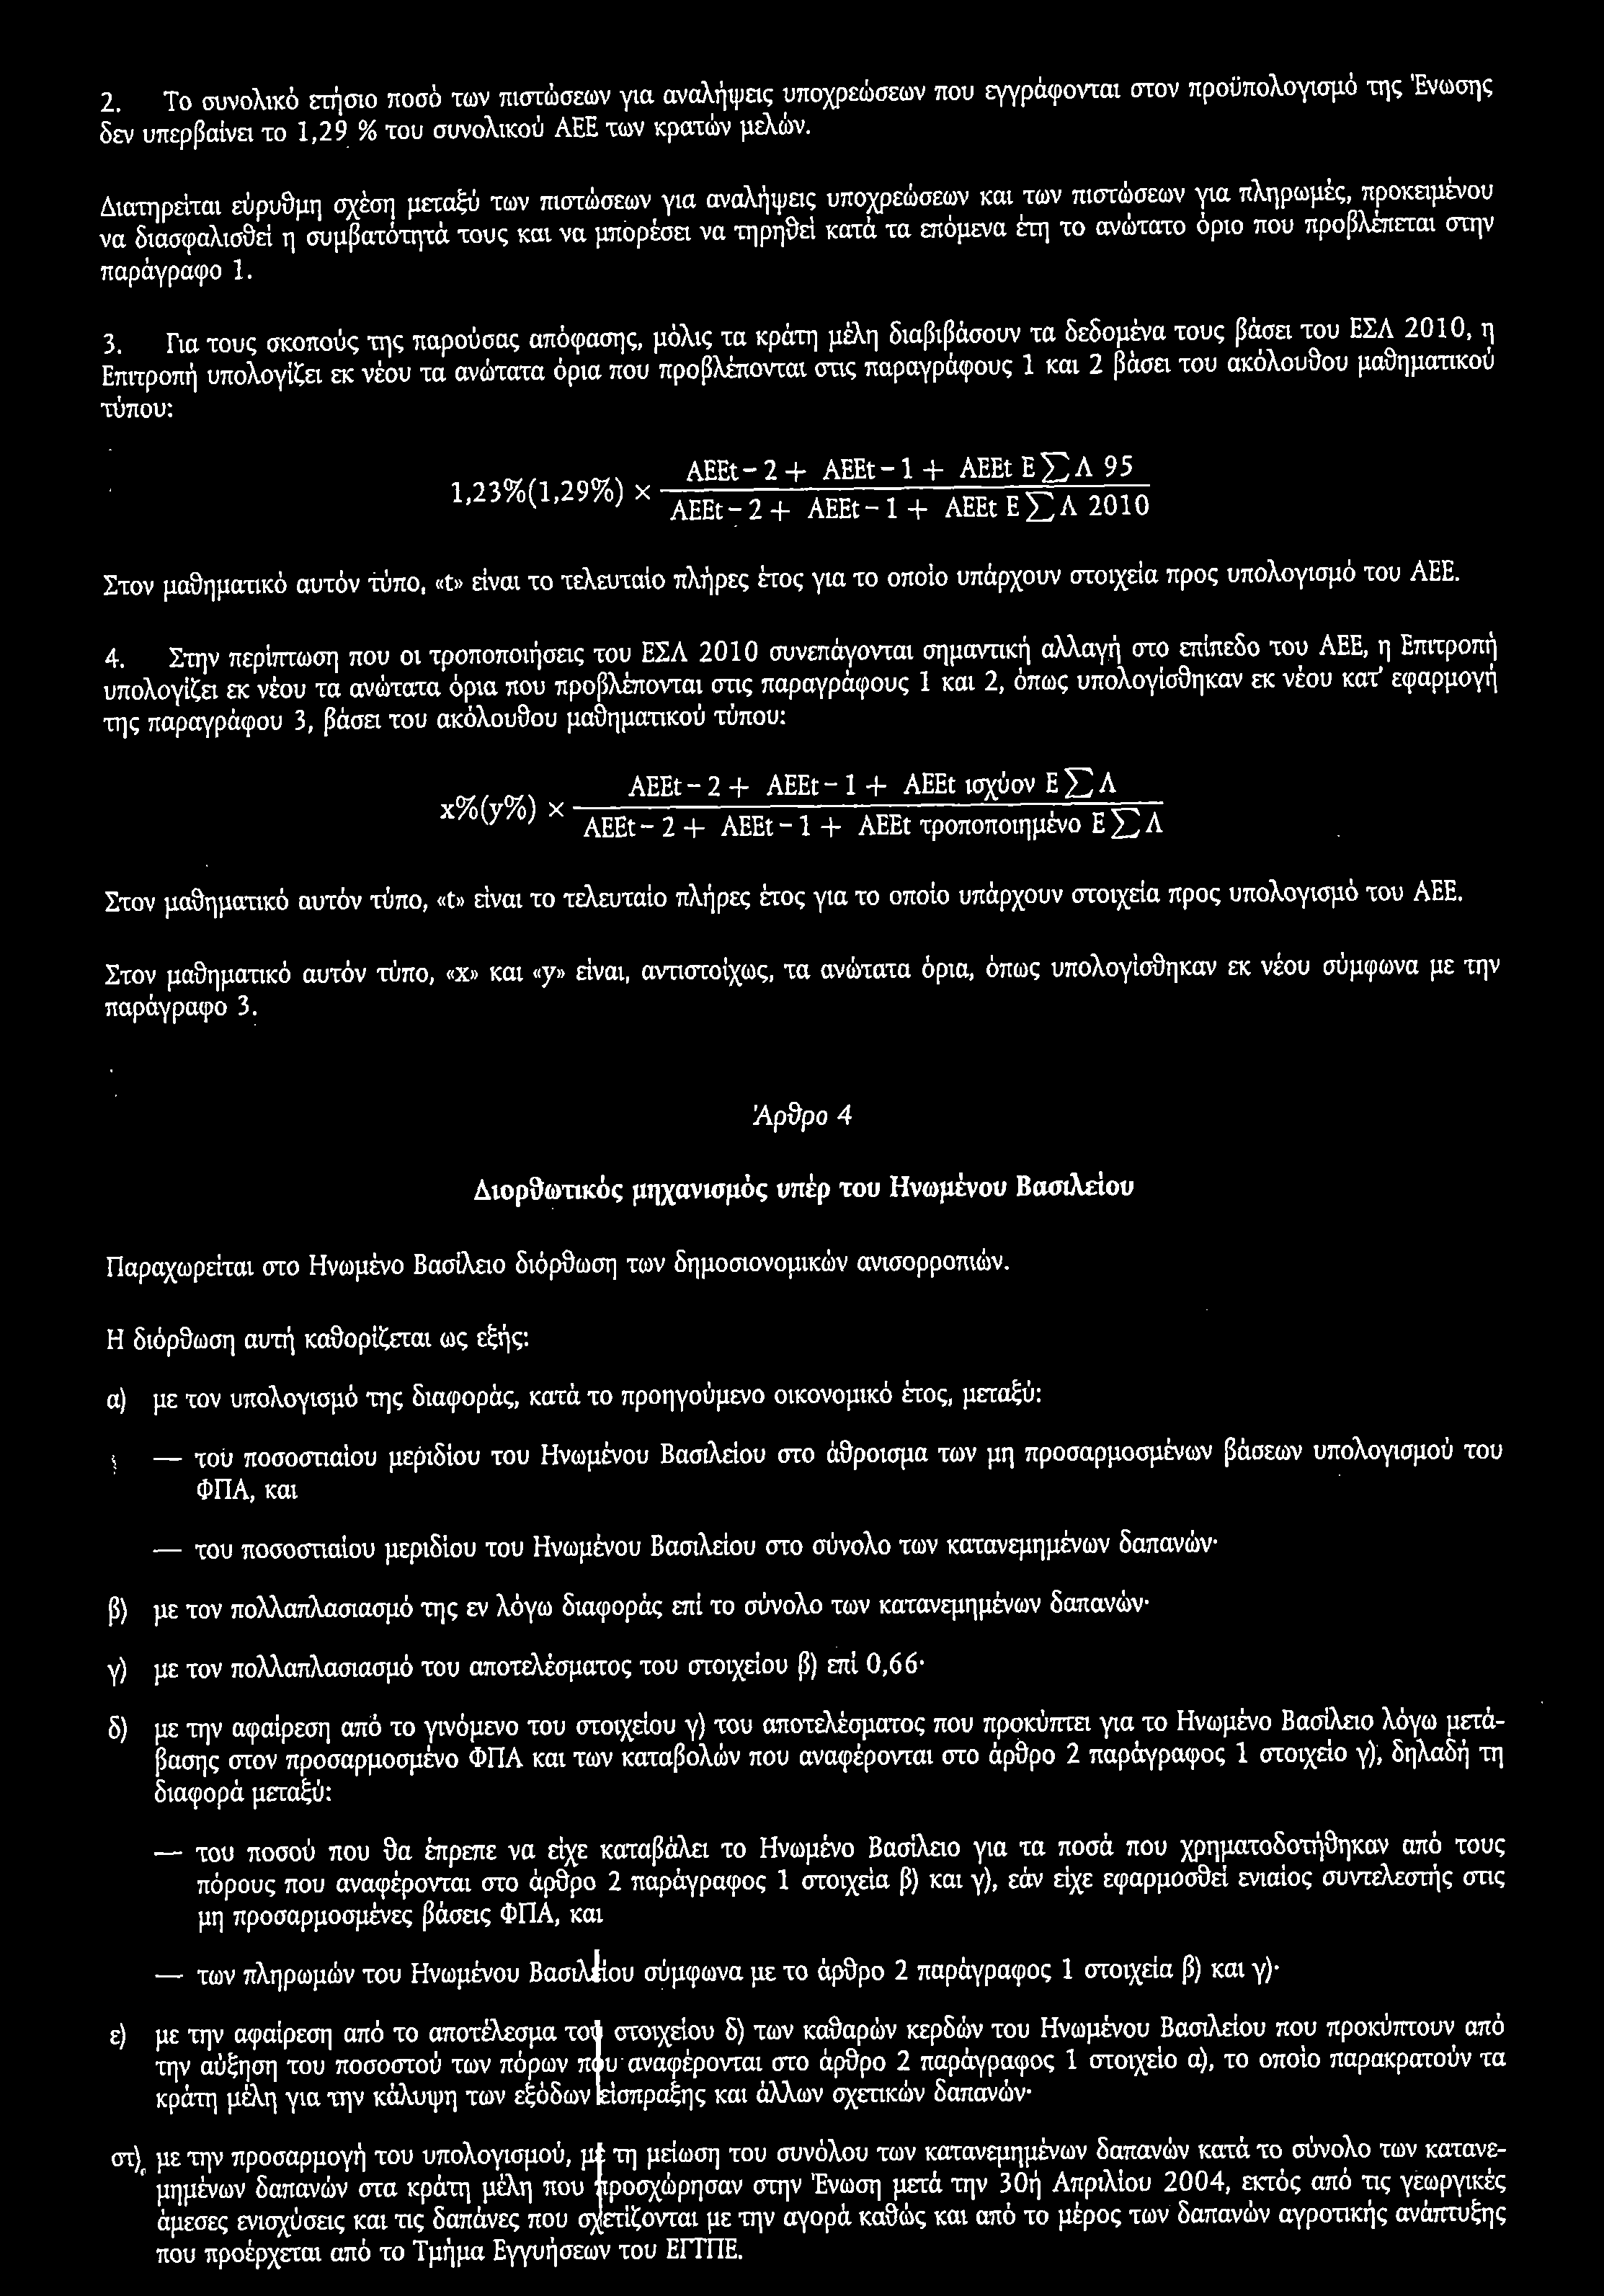 2. Το συνολικό ετήσιο ποσό των πιστώσεων για αναλήψεις υποχρεώσεων που εγγράφονται στον προϋπολογισμό της Ένωσης
δεν υπερβαίνει το 1,29 % του συνολικού ΑΕΕ των κρατών μελών.
Διατηρείται εύρυθμη σχέση μεταξύ των πιστώσεων για αναλήψεις υποχρεώσεων και των πιστώσεων για πληρωμές, προκειμένου
να διασφαλισθεί η συμβατότητά τους και να μπορέσει να τηρηθεί κατά τα επόμενα έτη το ανώτατο όριο που προβλέπεται στην
παράγραφο 1.
3. Για τους σκοπούς της παρούσας απόφασης, μόλις τα κράτη μέλη διαβιβάσουν τα δεδομένα τους βάσει του ΕΣΛ 2010, η
Επιτροπή υπολογίζει εκ νέου τα ανώτατα όρια που προβλέπονται στις παραγράφους 1 και 2 βάσει του ακόλουθου μαθηματικού
τύπου:
ΑΕΕt – 2 + ΑΕΕt – 1 + ΑΕΕt Ε∑Λ 95
1,23%(1,29%) x
ΑΕΕt – 2 + ΑΕΕt – 1 + ΑΕΕt Ε∑Λ 2010
Στον μαθηματικό αυτόν τύπο, «t» είναι το τελευταίο πλήρες έτος για το οποίο υπάρχουν στοιχεία προς υπολογισμό του ΑΕΕ.
4. Στην περίπτωση που οι τροποποιήσεις του ΕΣΛ 2010 συνεπάγονται σημαντική αλλαγή στο επίπεδο του ΑΕΕ, η Επιτροπή
υπολογίζει εκ νέου τα ανώτατα όρια που προβλέπονται στις παραγράφους 1 και 2, όπως υπολογίσθηκαν εκ νέου κατ’ εφαρμογή
της παραγράφου 3, βάσει του ακόλουθου μαθηματικού τύπου:
ΑΕΕt – 2 + ΑΕΕt – 1 + ΑΕΕt ισχύον Ε∑Λ
x%(y%) x
ΑΕΕt – 2 + ΑΕΕt – 1 + ΑΕΕt τροποποιημένο Ε∑Λ
Στον μαθηματικό αυτόν τύπο, «t» είναι το τελευταίο πλήρες έτος για το οποίο υπάρχουν στοιχεία προς υπολογισμό του ΑΕΕ.
Στον μαθηματικό αυτόν τύπο, «x» και «y» είναι, αντιστοίχως, τα ανώτατα όρια, όπως υπολογίσθηκαν εκ νέου σύμφωνα με την
παράγραφο 3.
Άρθρο 4
Διορθωτικός μηχανισμός υπέρ του Ηνωμένου Βασιλείου
Παραχωρείται στο Ηνωμένο Βασίλειο διόρθωση των δημοσιονομικών ανισορροπιών.
Η διόρθωση αυτή καθορίζεται ως εξής:
α) με τον υπολογισμό της διαφοράς, κατά το προηγούμενο οικονομικό έτος, μεταξύ:
— του ποσοστιαίου μεριδίου του Ηνωμένου Βασιλείου στο άθροισμα των μη προσαρμοσμένων βάσεων υπολογισμού του
ΦΠΑ, και
— του ποσοστιαίου μεριδίου του Ηνωμένου Βασιλείου στο σύνολο των κατανεμημένων δαπανών·
β) με τον πολλαπλασιασμό της εν λόγω διαφοράς επί το σύνολο των κατανεμημένων δαπανών·
γ) με τον πολλαπλασιασμό του αποτελέσματος του στοιχείου β) επί 0,66·
δ) με την αφαίρεση από το γινόμενο του στοιχείου γ) του αποτελέσματος που προκύπτει για το Ηνωμένο Βασίλειο λόγω μετά-
βασης στον προσαρμοσμένο ΦΠΑ και των καταβολών που αναφέρονται στο άρθρο 2 παράγραφος 1 στοιχείο γ), δηλαδή τη
διαφορά μεταξύ:
— του ποσού που θα έπρεπε να είχε καταβάλει το Ηνωμένο Βασίλειο για τα ποσά που χρηματοδοτήθηκαν από τους
πόρους που αναφέρονται στο άρθρο 2 παράγραφος 1 στοιχεία β) και γ), εάν είχε εφαρμοσθεί ενιαίος συντελεστής στις
μη προσαρμοσμένες βάσεις ΦΠΑ, και
— των πληρωμών του Ηνωμένου Βασιλείου σύμφωνα με το άρθρο 2 παράγραφος 1 στοιχεία β) και γ)·
ε) με την αφαίρεση από το αποτέλεσμα του στοιχείου δ) των καθαρών κερδών του Ηνωμένου Βασιλείου που προκύπτουν από
την αύξηση του ποσοστού των πόρων που αναφέρονται στο άρθρο 2 παράγραφος 1 στοιχείο α), το οποίο παρακρατούν τα
κράτη μέλη για την κάλυψη των εξόδων είσπραξης και άλλων σχετικών δαπανών·
στ) με την προσαρμογή του υπολογισμού, με τη μείωση του συνόλου των κατανεμημένων δαπανών κατά το σύνολο των κατανε-
μημένων δαπανών στα κράτη μέλη που προσχώρησαν στην Ένωση μετά την 30ή Απριλίου 2004, εκτός από τις γεωργικές
άμεσες ενισχύσεις και τις δαπάνες που σχετίζονται με την αγορά καθώς και από το μέρος των δαπανών αγροτικής ανάπτυξης
που προέρχεται από το Τμήμα Εγγυήσεων του ΕΓΤΠΕ.